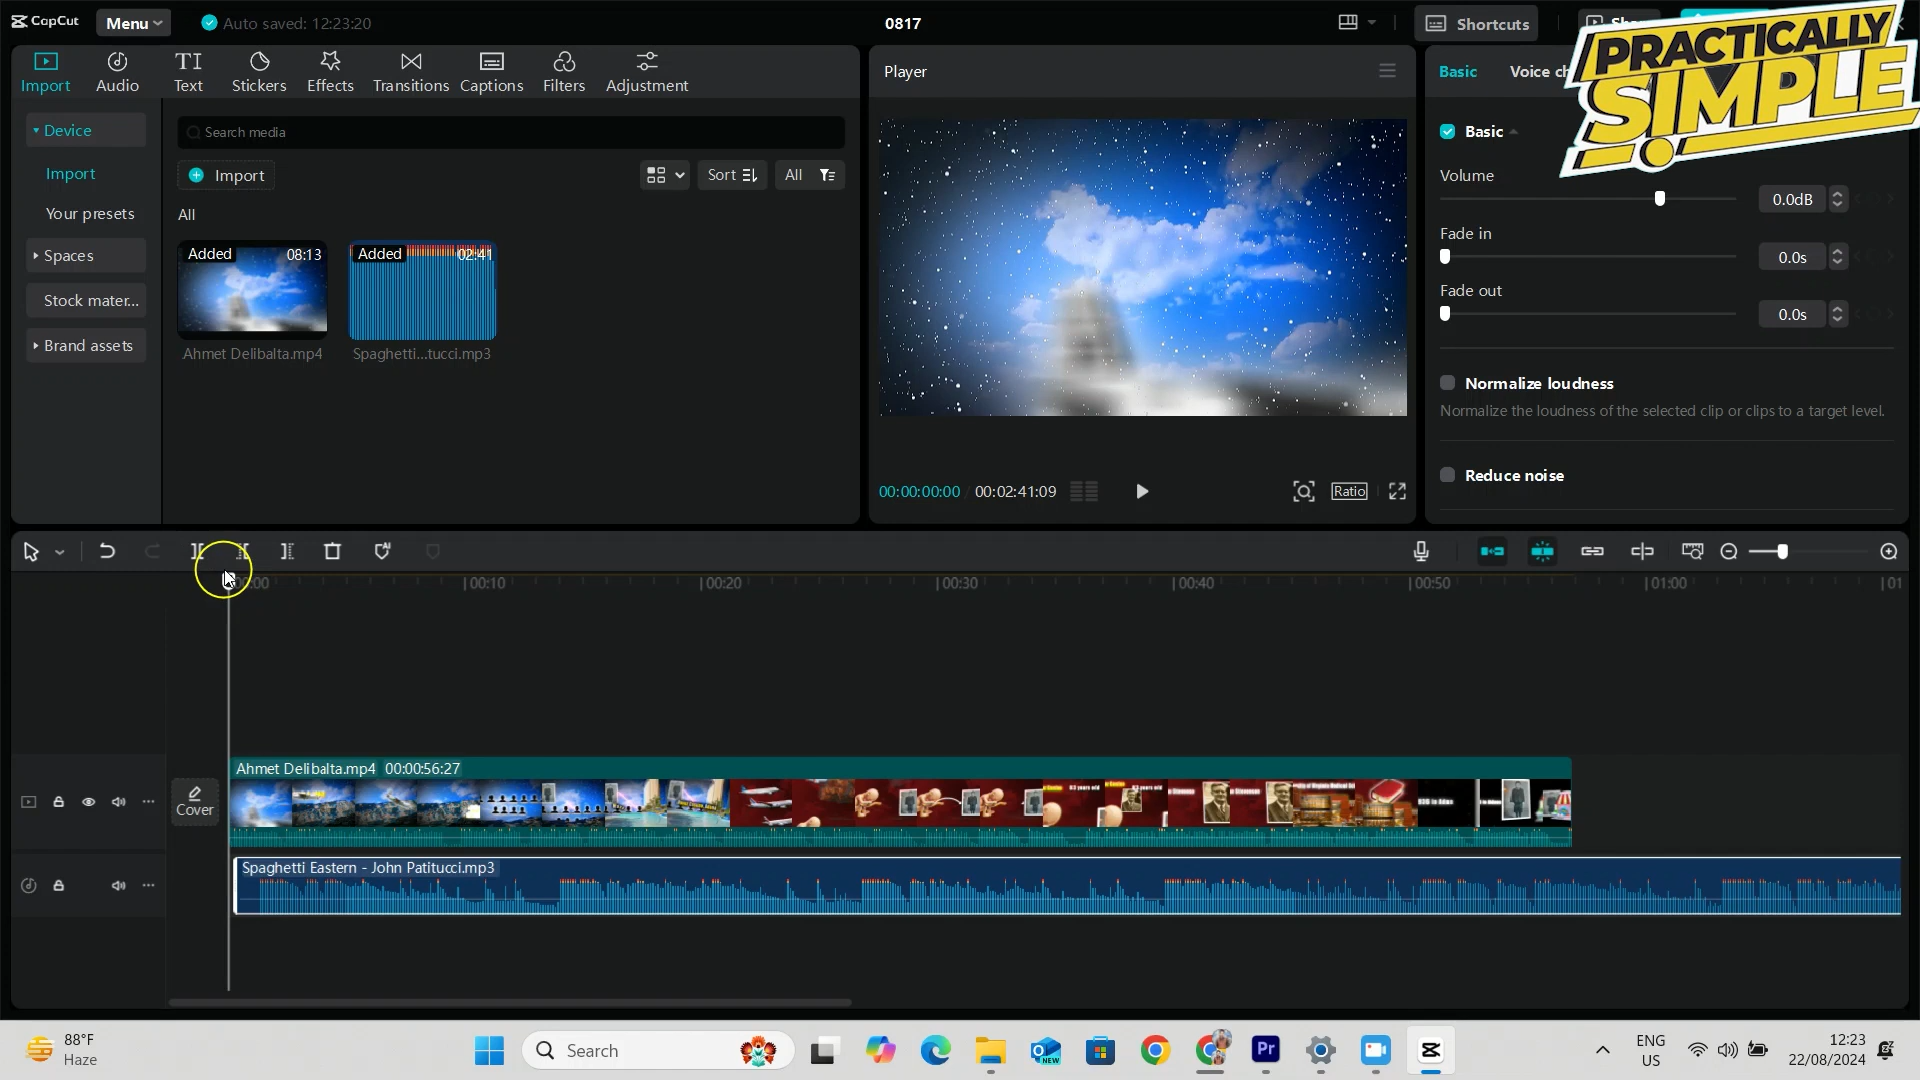 CapCut
Menu
Auto saved: 12:23:20
0817
Shortcuts
PRACTICALLY
SIMPLE
Import
Audio
Text
Stickers
Effects
Transitions
Captions
Filters
Adjustment
Device
Import
Your presets
Spaces
Stock mater...
Brand assets
Search media
Import
Sort
All
All
Added
08:13
Ahmet Delibalta.mp4
Added
02:41
Spaghetti...tucci.mp3
Player
00:00:00:00
00:02:41:09
Ratio
Basic
Voice ch
Basic
Volume
0.0dB
Fade in
0.0s
Fade out
0.0s
Normalize loudness
Normalize the loudness of the selected clip or clips to a target level.
Reduce noise
00:10
00:20
00:30
00:40
00:50
01:00
01
Cover
Ahmet Delibalta.mp4 00:00:56:27
Spaghetti Eastern - John Patitucci.mp3
88°F
Haze
Search
NEW
Pr
ENG
US
12:23
22/08/2024